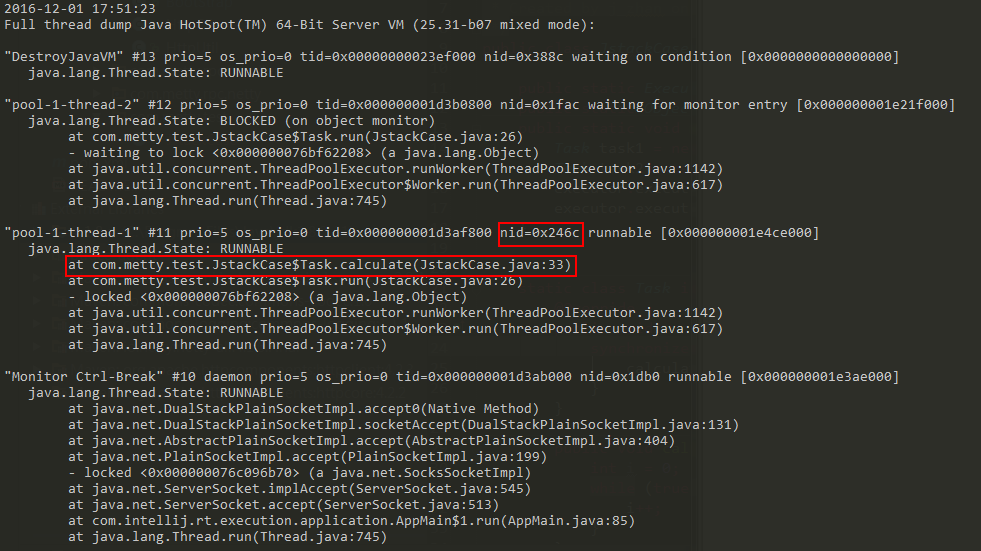 2016-12-01 17:51:23
Full thread dump Java HotSpot(TM) 64-Bit Server VM (25.31-b07 mixed mode):
"DestroyJavaVM" #13 prio=5 os_prio=0 tid=0x00000000023ef000 nid=0x388c waiting on condition [0x0000000000000000]
java.lang.Thread.State: RUNNABLE
"pool-1-thread-2" #12 prio=5 os_prio=0 tid=0x000000001d3b0800 nid=0x1fac waiting for monitor entry [0x000000001e21f000]
java.lang.Thread.State: BLOCKED (on object monitor)
at com.metty.test.JstackCase$Task.run(JstackCase.java:26)
- waiting to lock <0x000000076bf62208> (a java.lang.Object)
at java.util.concurrent.ThreadPoolExecutor.runWorker(ThreadPoolExecutor.java:1142)
at java.util.concurrent.ThreadPoolExecutor$Worker.run(ThreadPoolExecutor.java:617)
at java.lang.Thread.run(Thread.java:745)
"pool-1-thread-1" #11 prio=5 os_prio=0 tid=0x000000001d3af800 nid=0x246c runnable [0x000000001e4ce000]
java.lang.Thread.State: RUNNABLE
at com.metty.test.JstackCase$Task.calculate(JstackCase.java:33)
at com.metty.test.JstackCase$Task.run(JstackCase.java:26)
- locked <0x000000076bf62208> (a java.lang.Object)
at java.util.concurrent.ThreadPoolExecutor.runWorker(ThreadPoolExecutor.java:1142)
at java.util.concurrent.ThreadPoolExecutor$Worker.run(ThreadPoolExecutor.java:617)
at java.lang.Thread.run(Thread.java:745)
"Monitor Ctrl-Break" #10 daemon prio=5 os_prio=0 tid=0x000000001d3ab000 nid=0x1db0 runnable [0x000000001e3ae000]
java.lang.Thread.State: RUNNABLE
at java.net.DualStackPlainSocketImpl.accept0(Native Method)
at java.net.DualStackPlainSocketImpl.socketAccept(DualStackPlainSocketImpl.java:131)
at java.net.AbstractPlainSocketImpl.accept(AbstractPlainSocketImpl.java:404)
at java.net.PlainSocketImpl.accept(PlainSocketImpl.java:199)
- locked <0x000000076c096b70> (a java.net.SocksSocketImpl)
at java.net.ServerSocket.implAccept(ServerSocket.java:545)
at java.net.ServerSocket.accept(ServerSocket.java:513)
at com.intellij.rt.execution.application.AppMain$1.run(AppMain.java:85)
at java.lang.Thread.run(Thread.java:745)